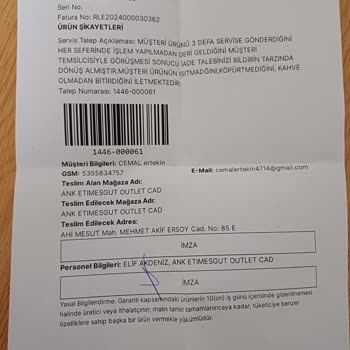 Seri No:
Fatura No: RLE2024000030362
ÜRÜN ŞİKAYETLERİ
Servis Talep Açıklaması: MÜŞTERİ ÜRÜNÜ 3 DEFA SERVİSE GÖNDERDİĞİNİ
HER SEFERİNDE İŞLEM YAPILMADAN GERİ GELDİĞİNİ MÜŞTERİ
TEMSİLCİSİYLE GÖRÜŞMESİ SONUCU İADE TALEBİNİZİ BİLDİRİN TARZINDA
DÖNÜŞ ALMIŞTIR.MÜŞTERİ ÜRÜNÜN ISITMADIĞINI,KÖPÜRTMEDİĞİNİ, KAHVE
OLMADAN BİTİRDİĞİNİ İLETMEKTEDİR.
Talep Numarası: 1446-000061
1446-000061
Müşteri Bilgileri: CEMAL ertekin
GSM: 5355634757 E-Mail: cemalertekin4714@gmail.com
Teslim Alan Mağaza Adı:
ANK ETIMESGUT OUTLET CAD
Teslim Edilecek Mağaza Adı:
ANK ETIMESGUT OUTLET CAD
Teslim Edilecek Adres:
AHİ MESUT Mah. MEHMET AKİF ERSOY Cad. No: 85 E
İMZA
Personel Bilgileri: ELİF AKDENİZ, ANK ETIMESGUT OUTLET CAD
İMZA
Yasal Bilgilendirme: Garanti kapsamındaki ürünlerin 10(on) iş günü içerisinde giderilmemesi
halinde üretici veya ithalatçının; malın tamiri tamamlanıncaya kadar, tüketiciye benzer
özelliklere sahip başka bir ürün vermekle yükümlüdür.